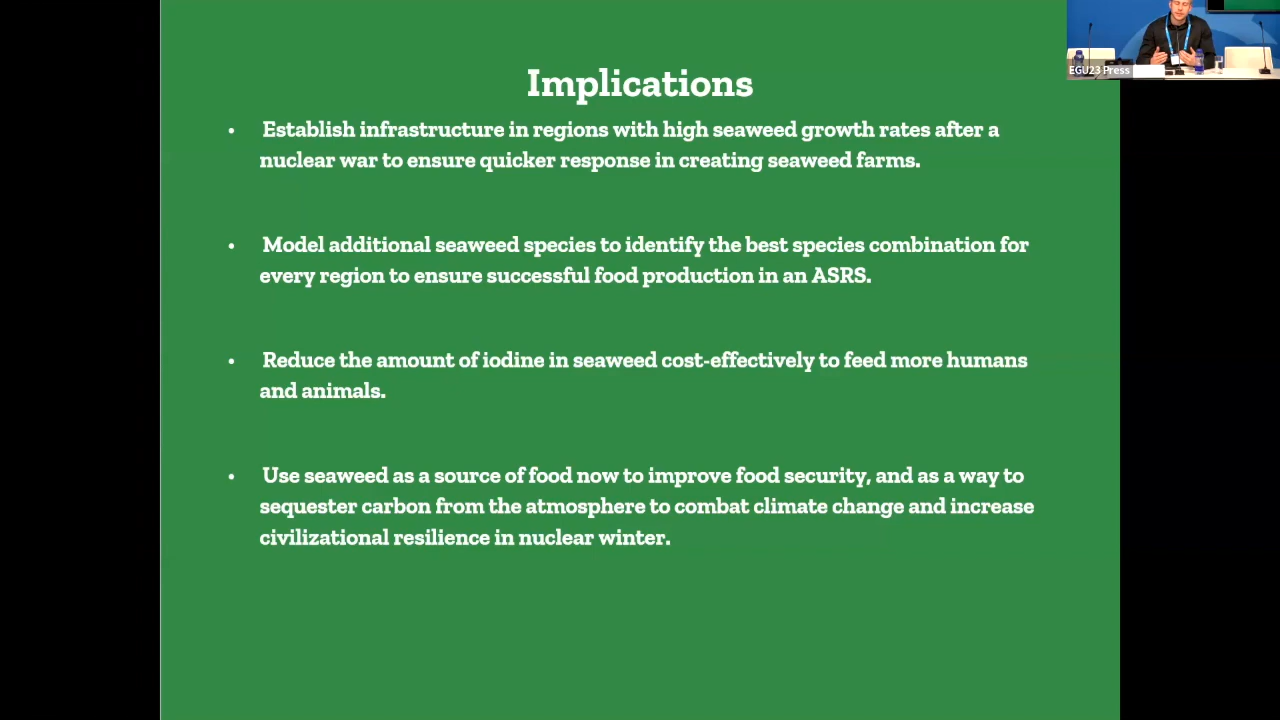 EGU23 Press
Implications
• Establish infrastructure in regions with high seaweed growth rates after a
nuclear war to ensure quicker response in creating seaweed farms.
• Model additional seaweed species to identify the best species combination for
every region to ensure successful food production in an ASRS.
• Reduce the amount of iodine in seaweed cost-effectively to feed more humans
and animals.
• Use seaweed as a source of food now to improve food security, and as a way to
sequester carbon from the atmosphere to combat climate change and increase
civilizational resilience in nuclear winter.